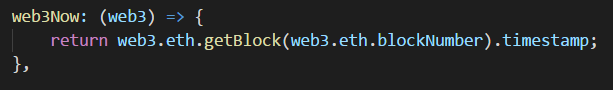 web3Now: (web3) => {
    return web3.eth.getBlock(web3.eth.blockNumber).timestamp;
},